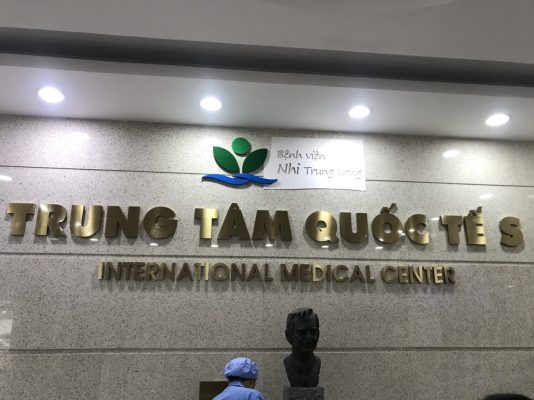 Bệnh viện
Nhi Trung ương
TRUNG TÂM QUỐC TẾ S
INTERNATIONAL MEDICAL CENTER